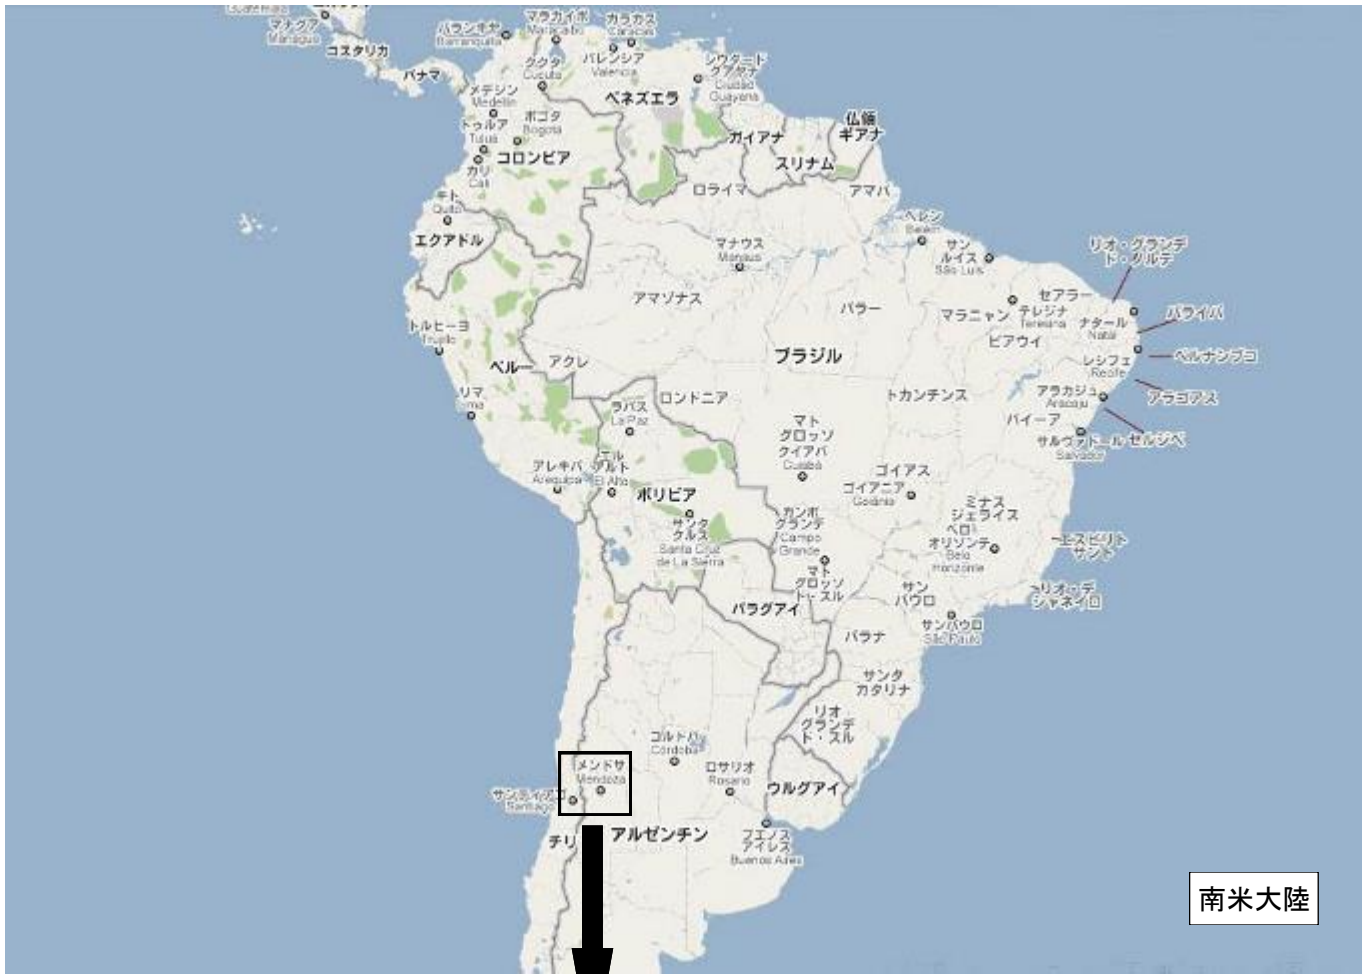 マナグア
Managua
コスタリカ
パナマ
バランキヤ
Barranquilla
マラカイボ
Maracaibo
カラカス
Caracas
ククタ
Cucuta
バレンシア
Valencia
シウダード
グアヤナ
Ciudad
Guayana
ベネズエラ
メデジン
Medellin
ボゴタ
Bogota
トゥルア
Tulua
コロンビア
カリ
Cali
ガイアナ
スリナム
仏領
ギアナ
ロライマ
アマパ
キト
Quito
エクアドル
マナウス
Manaus
ベレン
Belem
サン
ルイス
São Luis
リオ・グランデ
ド・ノルテ
アマゾナス
パラー
マラニャン
セアラー
テレジナ
Teresina
ピアウイ
ナタール
Natal
パライバ
ペルナンブコ
レシフェ
Recife
アラゴアス
アラカジュ
Aracaju
セルジペ
バイーア
サルヴァドール
Salvador
トルヒーヨ
Trujillo
ペルー
アクレ
ブラジル
トカンチンス
リマ
Lima
ラパス
La Paz
ロンドニア
マト
グロッソ
クイアバ
Cuiabá
アレキパ
Arequipa
エル
アルト
El Alto
ボリビア
ゴイアス
ゴイアニア
Goiânia
ミナス
ジェライス
ベロ
オリゾンテ
Belo
Horizonte
サンタ
クルス
Santa Cruz
de La Sierra
カンポ
グランデ
Campo
Grande
マト
グロッソ
ド・スル
エスピリト
サント
リオ・デ
ジャネイロ
サン
パウロ
サンパウロ
São Paulo
パラグアイ
パラナ
サンタ
カタリナ
リオ
グランデ
ド・スル
コルドバ
Córdoba
メンドサ
Mendoza
ロサリオ
Rosario
ウルグアイ
サンティアゴ
Santiago
チリ
アルゼンチン
ブエノス
アイレス
Buenos Aires
南米大陸